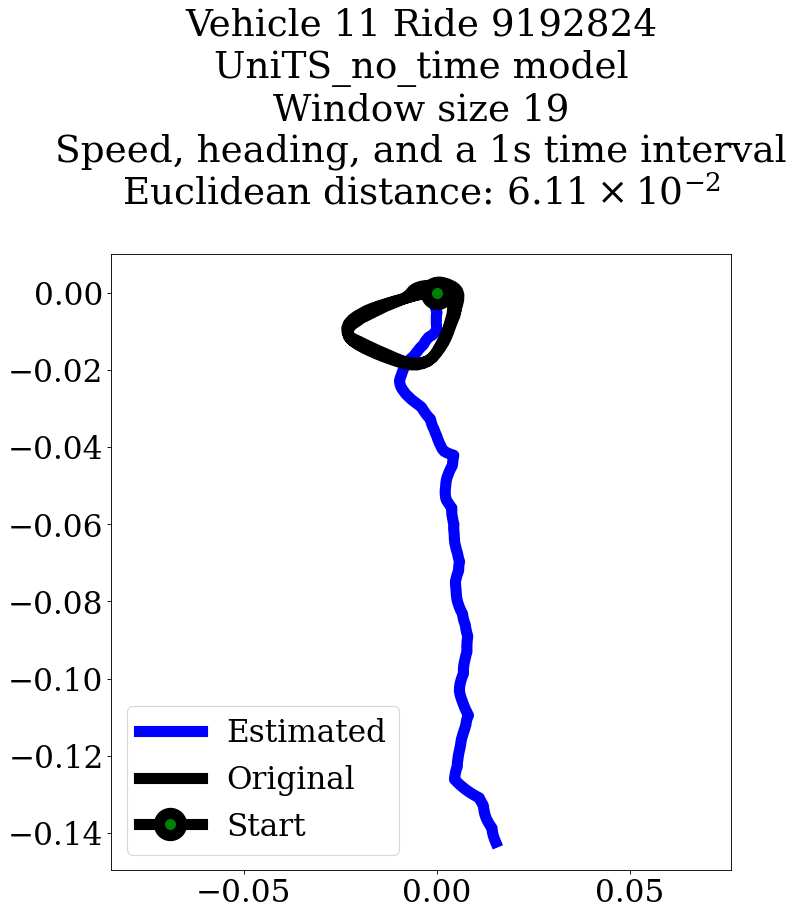 Vehicle 11 Ride 9192824
UniTS_no_time model
Window size 19
Speed, heading, and a 1s time interval
Euclidean distance: 6.11 × 10⁻²
0.00
−0.02
−0.04
−0.06
−0.08
−0.10
−0.12
−0.14
Estimated
Original
Start
−0.05
0.00
0.05